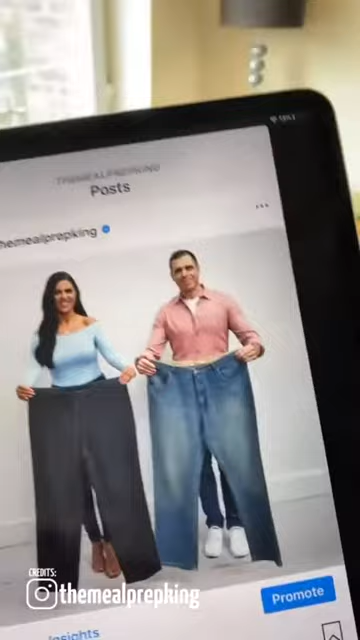 THEMEALPREPKING
Posts
themealprepking
Promote
Insights
CREDITS:
themealprepking